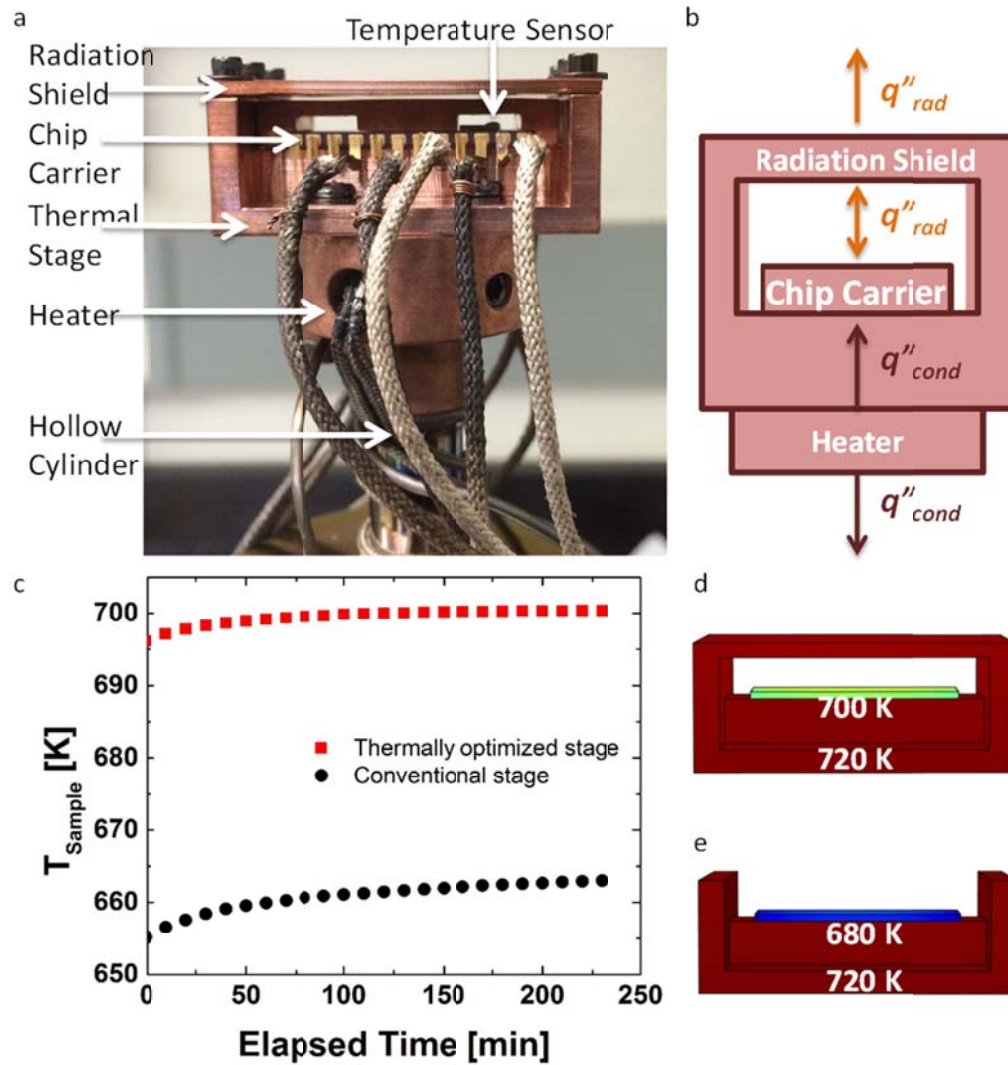 a
Temperature Sensor
Radiation
Shield
Chip
Carrier
Thermal
Stage
Heater
Hollow
Cylinder
b
q″rad
Radiation Shield
q″rad
Chip Carrier
q″cond
Heater
q″cond
c
700
690
680
670
660
650
TSample [K]
Thermally optimized stage
Conventional stage
0 50 100 150 200 250
Elapsed Time [min]
d
700 K
720 K
e
680 K
720 K